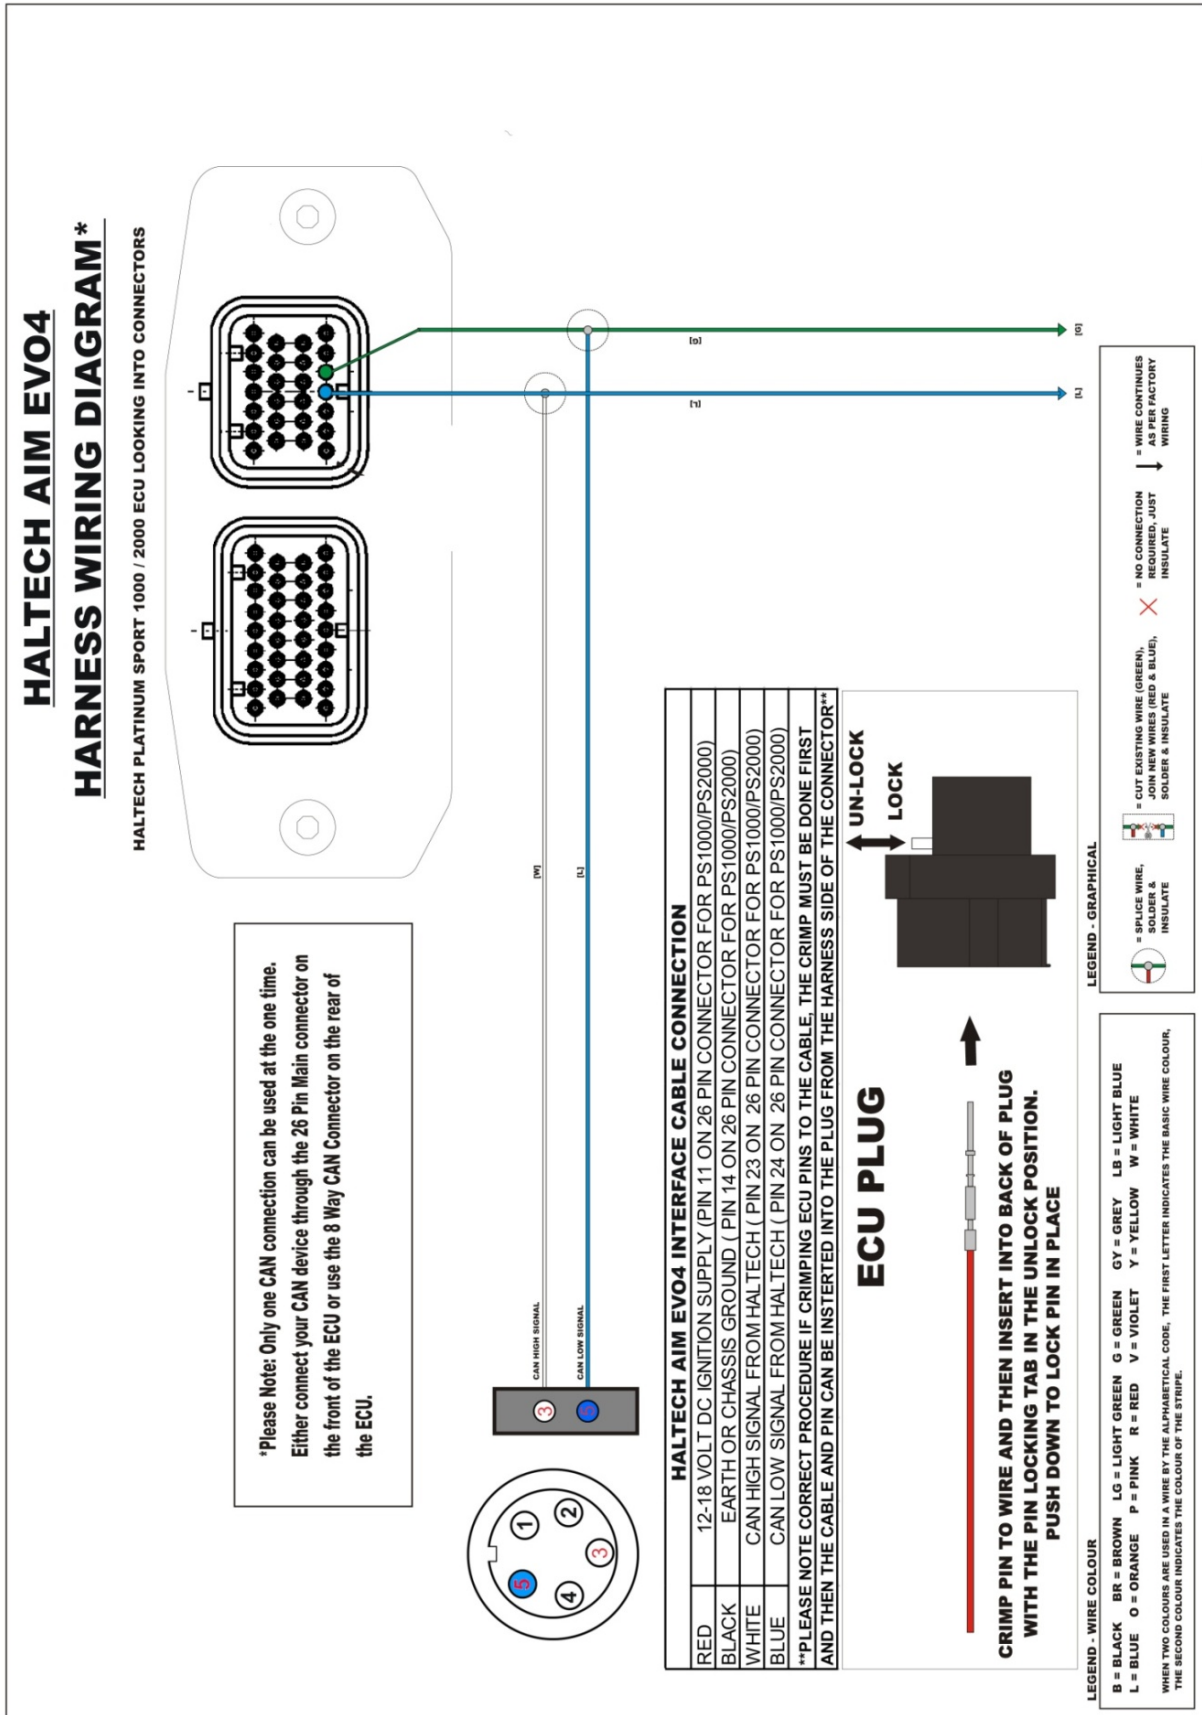 HALTECH AIM EVO4
HARNESS WIRING DIAGRAM*
HALTECH PLATINUM SPORT 1000 / 2000 ECU LOOKING INTO CONNECTORS
*Please Note: Only one CAN connection can be used at the one time.
Either connect your CAN device through the 26 Pin Main connector on
the front of the ECU or use the 8 Way CAN Connector on the rear of
the ECU.
[W]
[L]
[L]
[G]
[L]
[G]
CAN HIGH SIGNAL
CAN LOW SIGNAL
3
5
1
2
3
4
5
HALTECH AIM EVO4 INTERFACE CABLE CONNECTION
RED 12-18 VOLT DC IGNITION SUPPLY (PIN 11 ON 26 PIN CONNECTOR FOR PS1000/PS2000)
BLACK EARTH OR CHASSIS GROUND ( PIN 14 ON 26 PIN CONNECTOR FOR PS1000/PS2000)
WHITE CAN HIGH SIGNAL FROM HALTECH ( PIN 23 ON 26 PIN CONNECTOR FOR PS1000/PS2000)
BLUE CAN LOW SIGNAL FROM HALTECH ( PIN 24 ON 26 PIN CONNECTOR FOR PS1000/PS2000)
**PLEASE NOTE CORRECT PROCEDURE IF CRIMPING ECU PINS TO THE CABLE, THE CRIMP MUST BE DONE FIRST
AND THEN THE CABLE AND PIN CAN BE INSTERTED INTO THE PLUG FROM THE HARNESS SIDE OF THE CONNECTOR**
ECU PLUG
UN-LOCK
LOCK
CRIMP PIN TO WIRE AND THEN INSERT INTO BACK OF PLUG
WITH THE PIN LOCKING TAB IN THE UNLOCK POSITION.
PUSH DOWN TO LOCK PIN IN PLACE
LEGEND - WIRE COLOUR
B = BLACK BR = BROWN LG = LIGHT GREEN G = GREEN GY = GREY LB = LIGHT BLUE
L = BLUE O = ORANGE P = PINK R = RED V = VIOLET Y = YELLOW W = WHITE
WHEN TWO COLOURS ARE USED IN A WIRE BY THE ALPHABETICAL CODE, THE FIRST LETTER INDICATES THE BASIC WIRE COLOUR,
THE SECOND COLOUR INDICATES THE COLOUR OF THE STRIPE.
LEGEND - GRAPHICAL
= SPLICE WIRE,
SOLDER &
INSULATE
= CUT EXISTING WIRE (GREEN),
JOIN NEW WIRES (RED & BLUE),
SOLDER & INSULATE
= NO CONNECTION
REQUIRED, JUST
INSULATE
= WIRE CONTINUES
AS PER FACTORY
WIRING